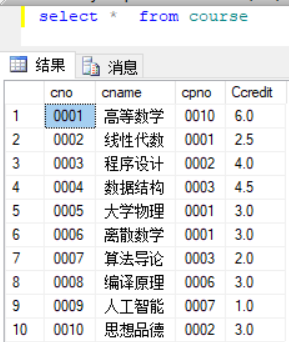 select * from course
结果 消息
cno cname cpno Ccredit
1 0001 高等数学 0010 6.0
2 0002 线性代数 0001 2.5
3 0003 程序设计 0002 4.0
4 0004 数据结构 0003 4.5
5 0005 大学物理 0001 3.0
6 0006 离散数学 0001 3.0
7 0007 算法导论 0003 2.0
8 0008 编译原理 0006 3.0
9 0009 人工智能 0007 1.0
10 0010 思想品德 0002 3.0